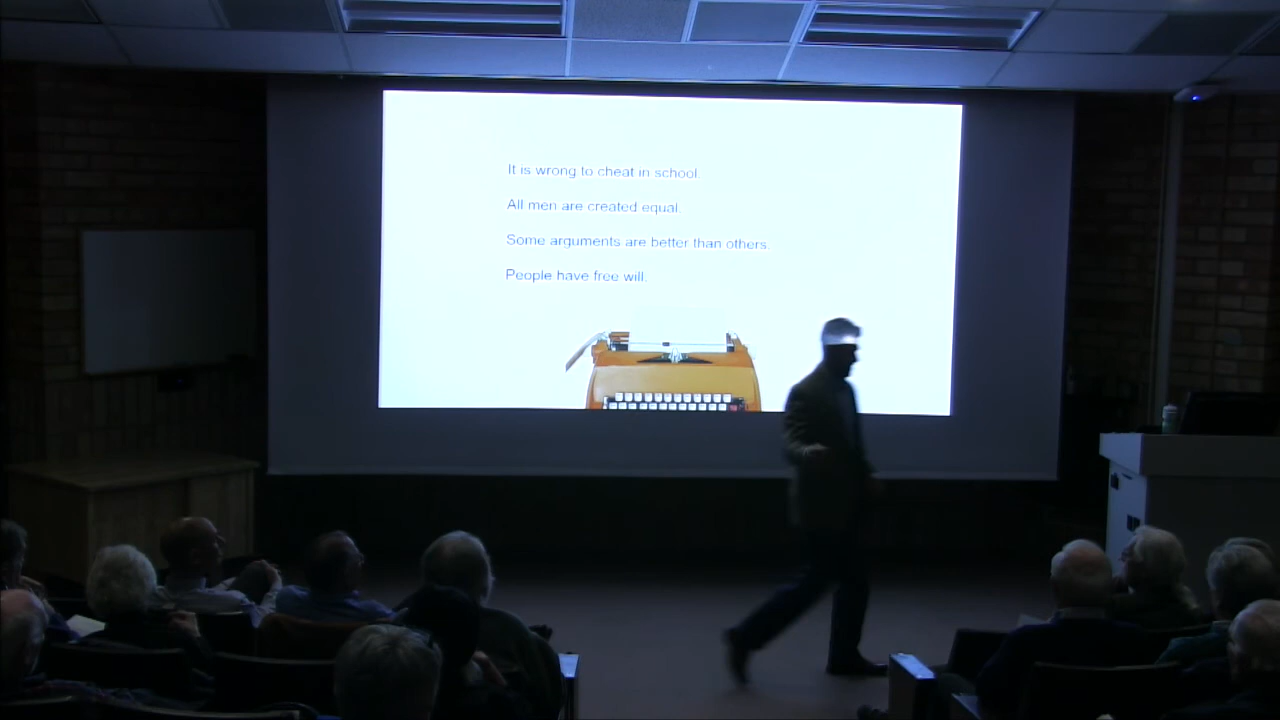 It is wrong to cheat in school.
All men are created equal.
Some arguments are better than others.
People have free will.